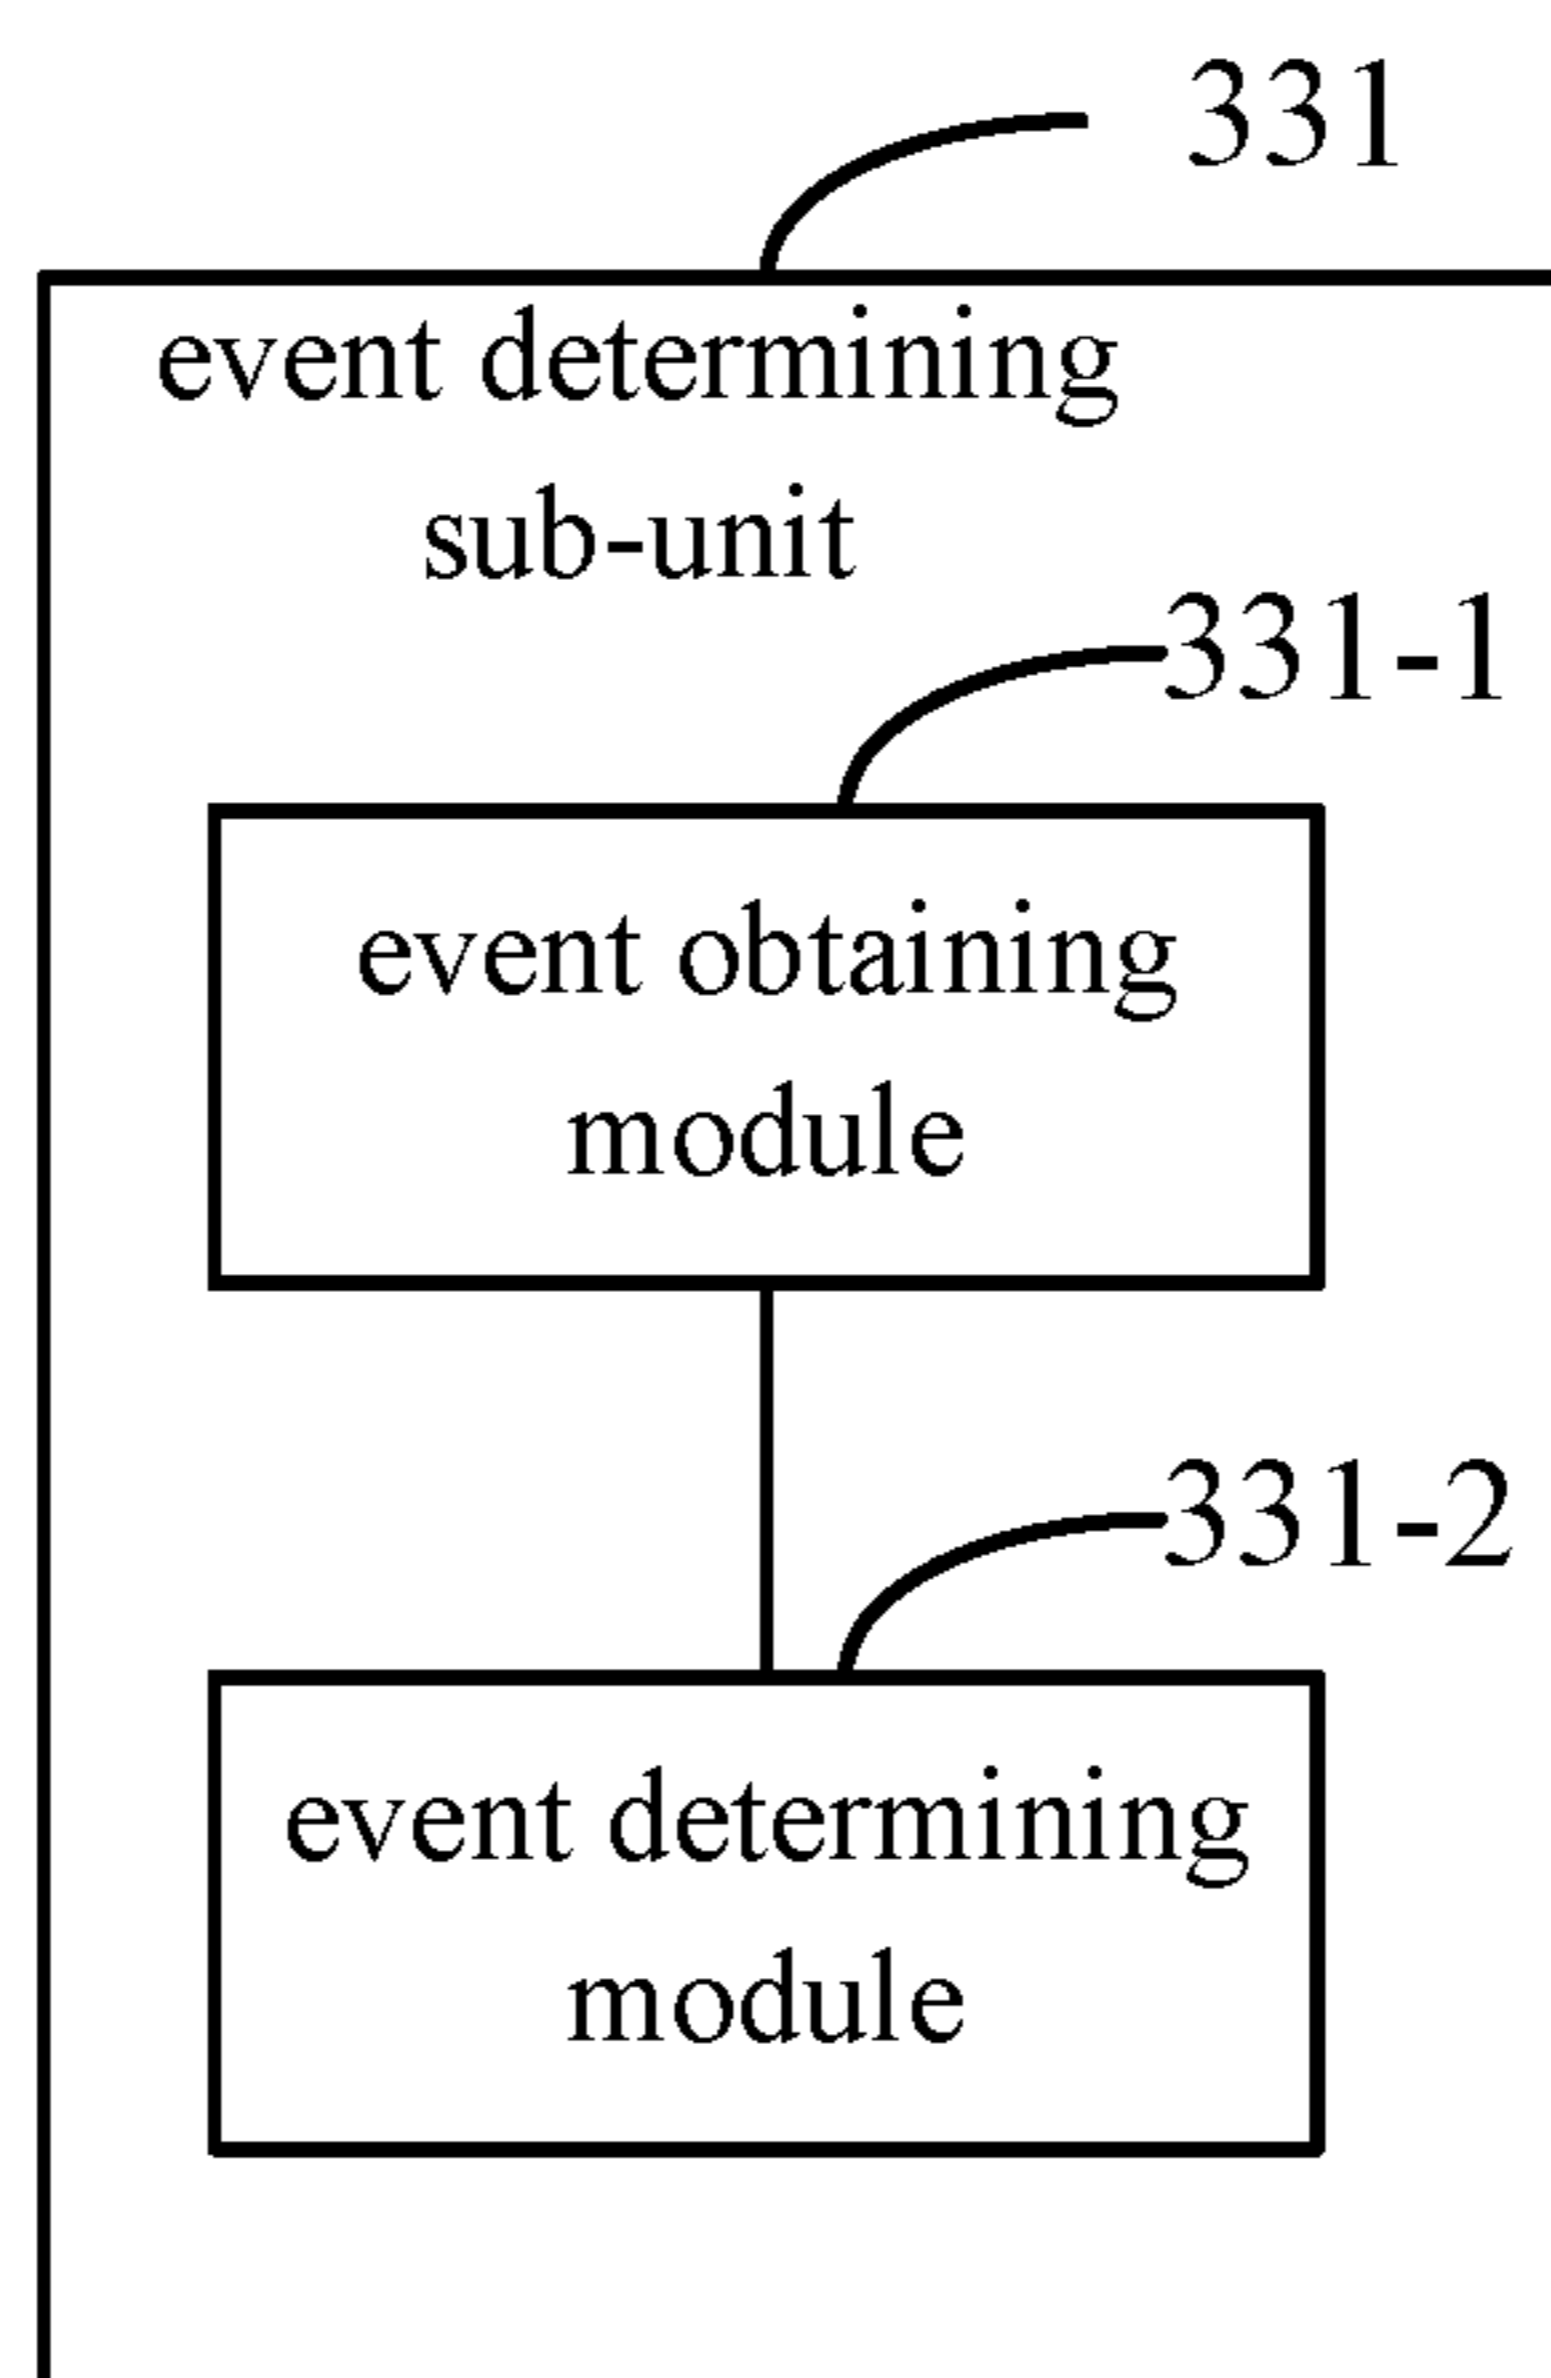 331
event determining
sub-unit
331-1
event obtaining
module
331-2
event determining
module